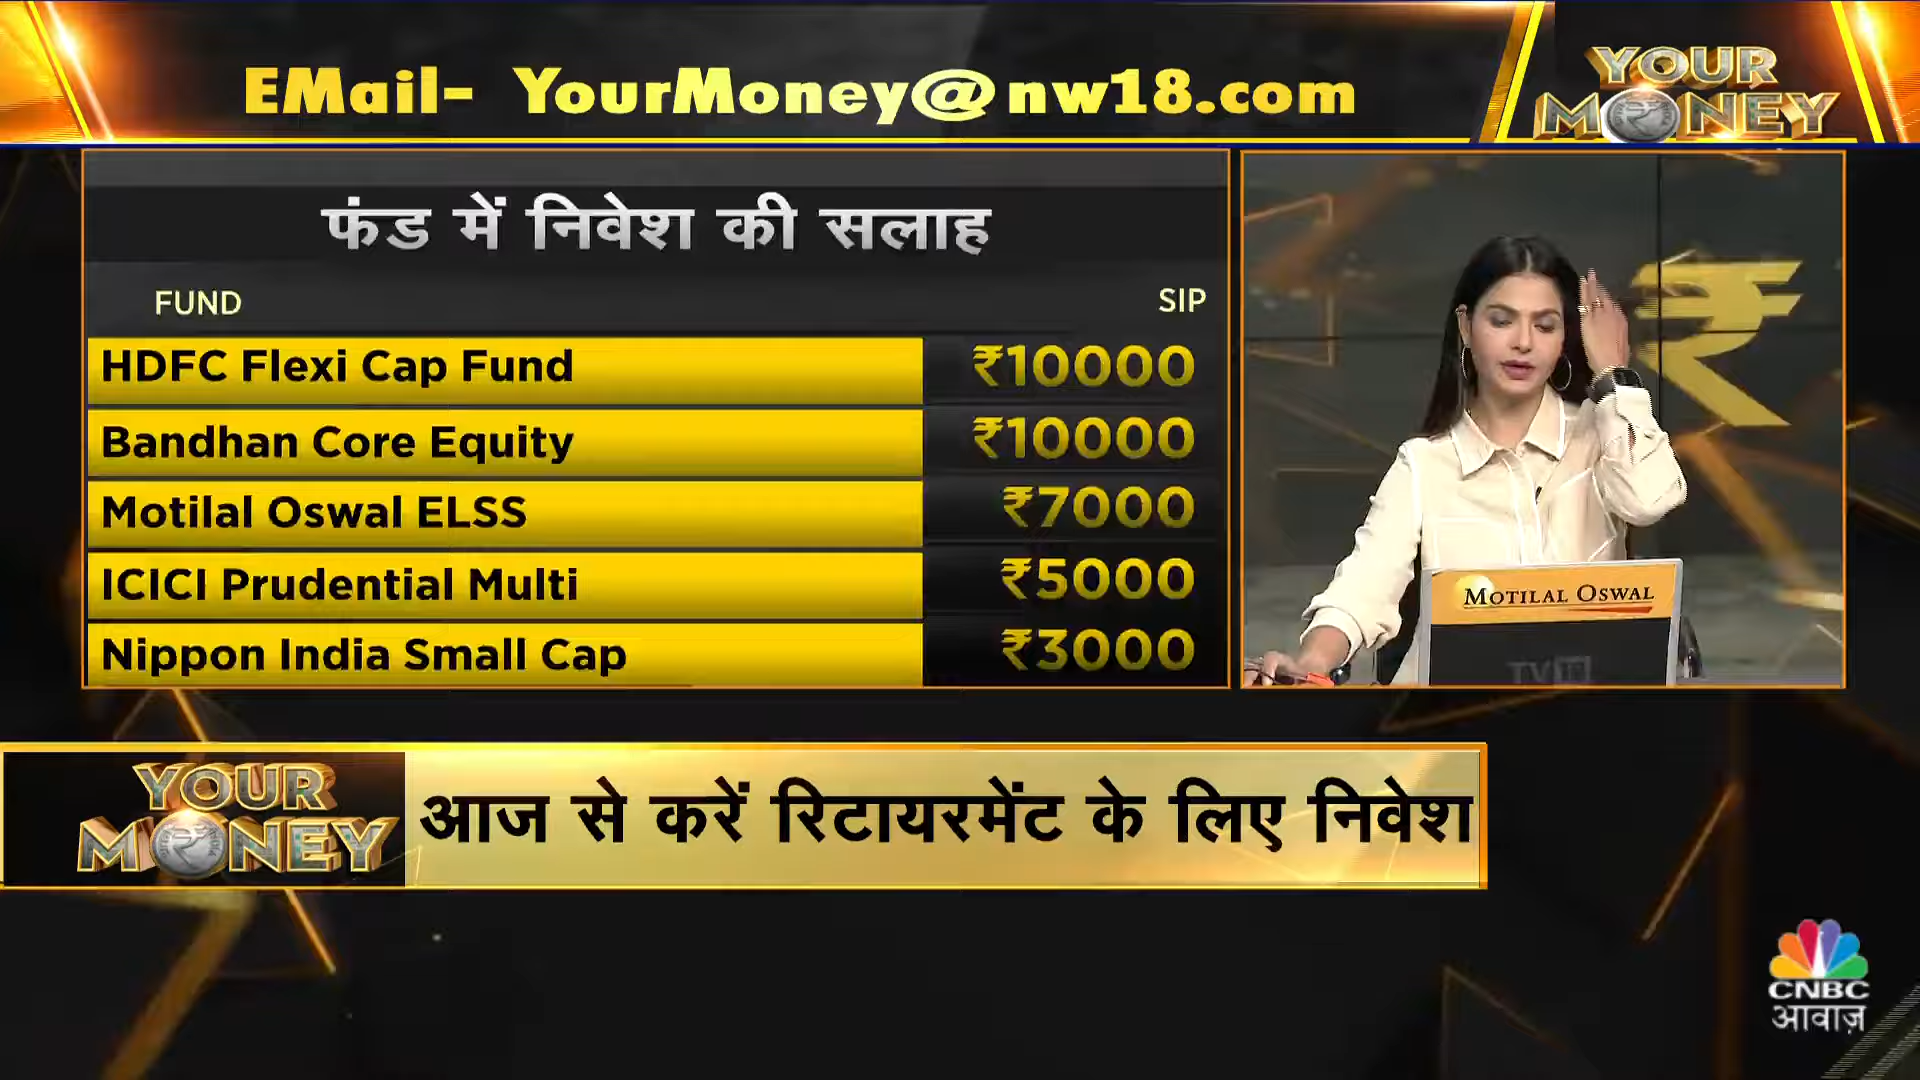 EMail- YourMoney@nw18.com
YOUR
MONEY
फंड में निवेश की सलाह
FUND SIP
HDFC Flexi Cap Fund ₹10000
Bandhan Core Equity ₹10000
Motilal Oswal ELSS ₹7000
ICICI Prudential Multi ₹5000
Nippon India Small Cap ₹3000
₹
MOTILAL OSWAL
YOUR
MONEY
आज से करें रिटायरमेंट के लिए निवेश
CNBC
आवाज़